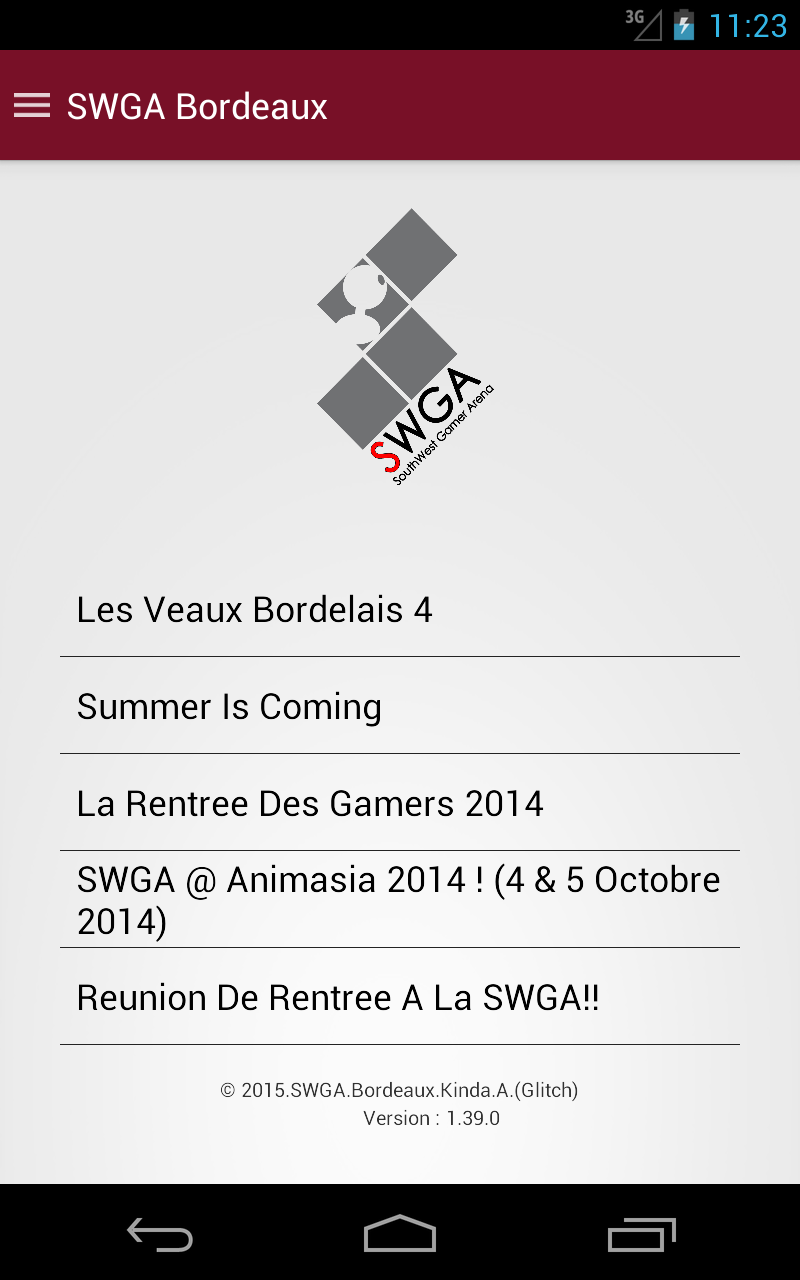 3G 11:23
SWGA Bordeaux
SWGA
SouthWest Gamer Arena
Les Veaux Bordelais 4
Summer Is Coming
La Rentree Des Gamers 2014
SWGA @ Animasia 2014 ! (4 & 5 Octobre
2014)
Reunion De Rentree A La SWGA!!
© 2015.SWGA.Bordeaux.Kinda.A.(Glitch)
Version : 1.39.0